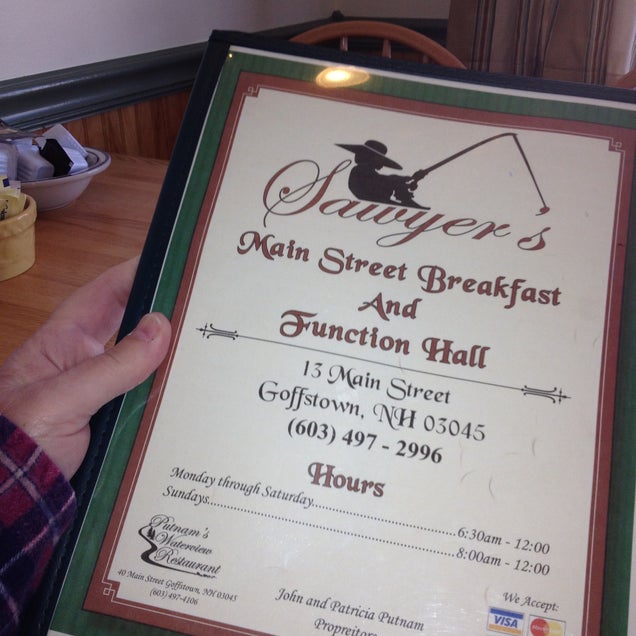 Sawyer's
Main Street Breakfast
And
Function Hall
13 Main Street
Goffstown, NH 03045
(603) 497 - 2996
Hours
Monday through Saturday..................................6:30am - 12:00
Sundays..........................................................8:00am - 12:00
Putnam's
Waterview
Restaurant
40 Main Street Goffstown, NH 03045
(603) 497-4106
John and Patricia Putnam
Propreitors
We Accept:
VISA
MasterCard